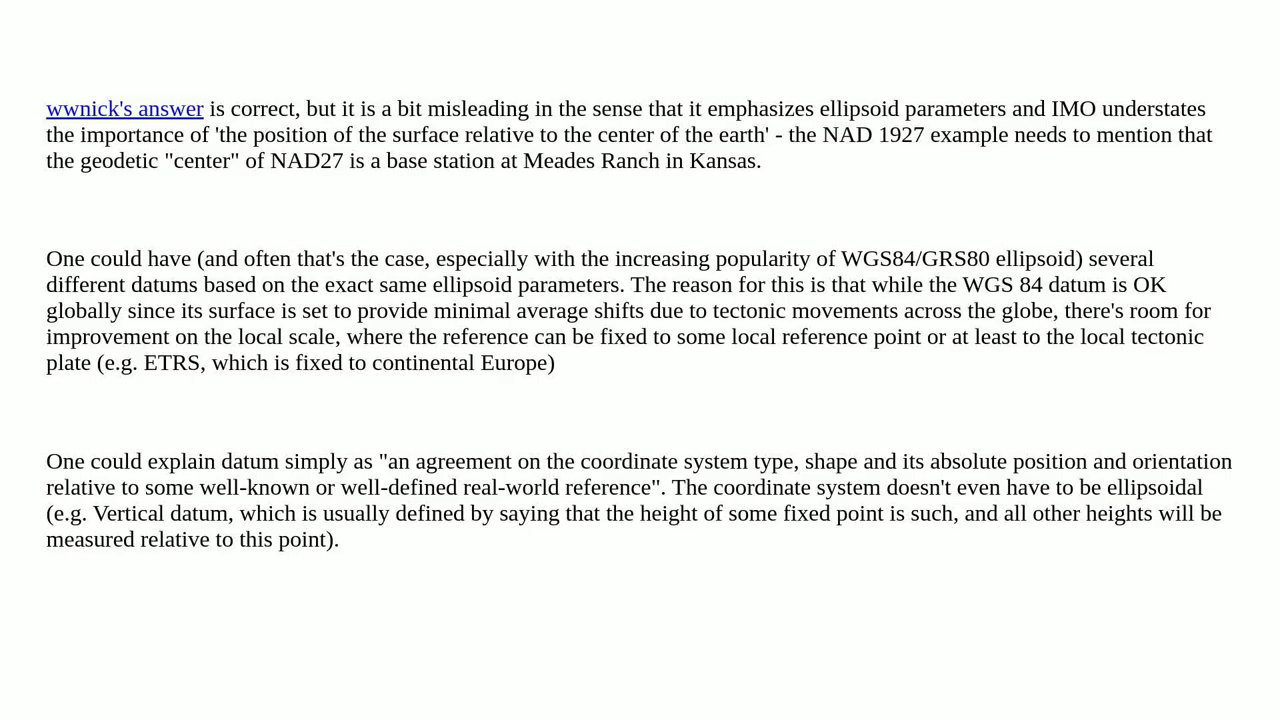 wwnick's answer is correct, but it is a bit misleading in the sense that it emphasizes ellipsoid parameters and IMO understates
the importance of 'the position of the surface relative to the center of the earth' - the NAD 1927 example needs to mention that
the geodetic "center" of NAD27 is a base station at Meades Ranch in Kansas.
One could have (and often that's the case, especially with the increasing popularity of WGS84/GRS80 ellipsoid) several
different datums based on the exact same ellipsoid parameters. The reason for this is that while the WGS 84 datum is OK
globally since its surface is set to provide minimal average shifts due to tectonic movements across the globe, there's room for
improvement on the local scale, where the reference can be fixed to some local reference point or at least to the local tectonic
plate (e.g. ETRS, which is fixed to continental Europe)
One could explain datum simply as "an agreement on the coordinate system type, shape and its absolute position and orientation
relative to some well-known or well-defined real-world reference". The coordinate system doesn't even have to be ellipsoidal
(e.g. Vertical datum, which is usually defined by saying that the height of some fixed point is such, and all other heights will be
measured relative to this point).